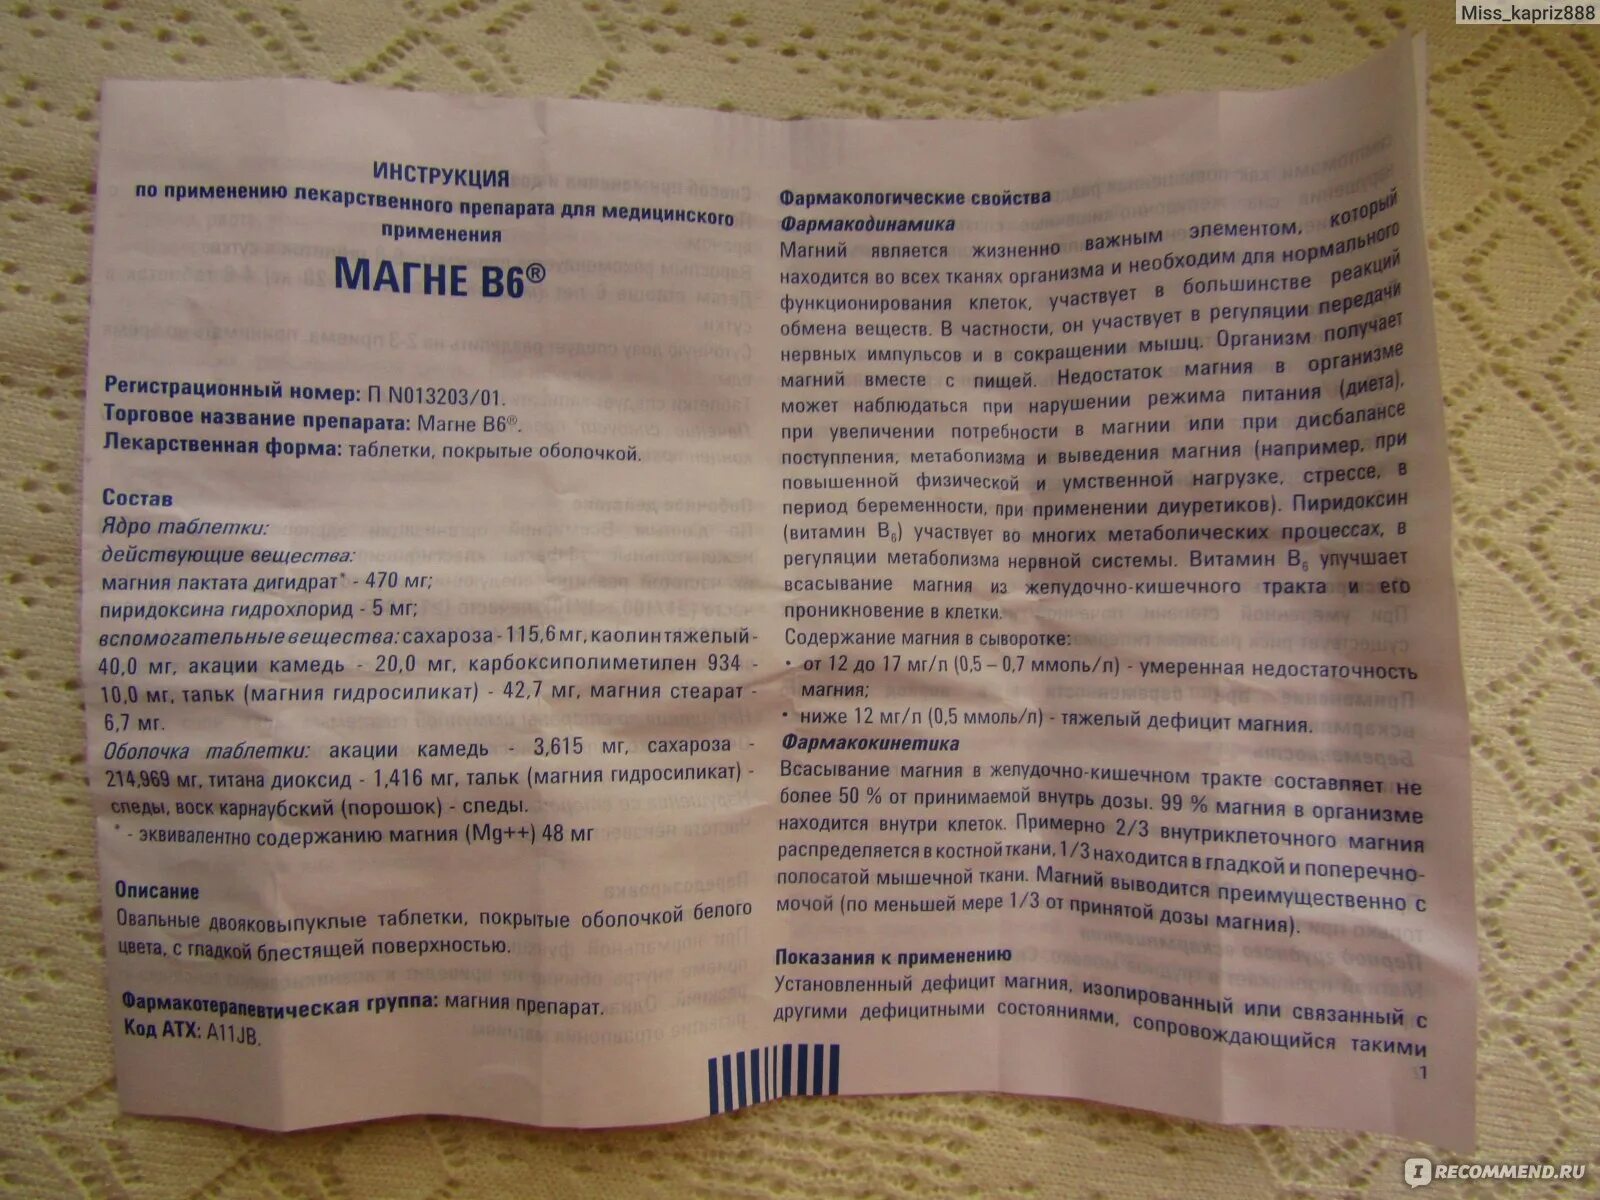 Miss_kapriz888
ИНСТРУКЦИЯ
по применению лекарственного препарата для медицинского
применения
МАГНЕ В6®
Регистрационный номер: П N013203/01.
Торговое название препарата: Магне В6®.
Лекарственная форма: таблетки, покрытые оболочкой.
Состав
Ядро таблетки:
действующие вещества:
магния лактата дигидрат* - 470 мг;
пиридоксина гидрохлорид - 5 мг;
вспомогательные вещества: сахароза - 115,6 мг, каолин тяжелый -
40,0 мг, акации камедь - 20,0 мг, карбоксиполиметилен 934 -
10,0 мг, тальк (магния гидросиликат) - 42,7 мг, магния стеарат -
6,7 мг.
Оболочка таблетки: акации камедь - 3,615 мг, сахароза -
214,969 мг, титана диоксид - 1,416 мг, тальк (магния гидросиликат) -
следы, воск карнаубский (порошок) - следы.
* - эквивалентно содержанию магния (Mg++) 48 мг
Описание
Овальные двояковыпуклые таблетки, покрытые оболочкой белого
цвета, с гладкой блестящей поверхностью.
Фармакотерапевтическая группа: магния препарат.
Код АТХ: A11JB.
Фармакологические свойства
Фармакодинамика
Магний является жизненно важным элементом, который
находится во всех тканях организма и необходим для нормального
функционирования клеток, участвует в большинстве реакций
обмена веществ. В частности, он участвует в регуляции передачи
нервных импульсов и в сокращении мышц. Организм получает
магний вместе с пищей. Недостаток магния в организме
может наблюдаться при нарушении режима питания (диета),
при увеличении потребности в магнии или при дисбалансе
поступления, метаболизма и выведения магния (например, при
повышенной физической и умственной нагрузке, стрессе, в
период беременности, при применении диуретиков). Пиридоксин
(витамин В6) участвует во многих метаболических процессах, в
регуляции метаболизма нервной системы. Витамин В6 улучшает
всасывание магния из желудочно-кишечного тракта и его
проникновение в клетки.
Содержание магния в сыворотке:
• от 12 до 17 мг/л (0,5 – 0,7 ммоль/л) - умеренная недостаточность
магния;
• ниже 12 мг/л (0,5 ммоль/л) - тяжелый дефицит магния.
Фармакокинетика
Всасывание магния в желудочно-кишечном тракте составляет не
более 50 % от принимаемой внутрь дозы. 99 % магния в организме
находится внутри клеток. Примерно 2/3 внутриклеточного магния
распределяется в костной ткани, 1/3 находится в гладкой и поперечно-
полосатой мышечной ткани. Магний выводится преимущественно с
мочой (по меньшей мере 1/3 от принятой дозы магния).
Показания к применению
Установленный дефицит магния, изолированный или связанный с
другими дефицитными состояниями, сопровождающийся такими
1
IRECOMMEND.RU